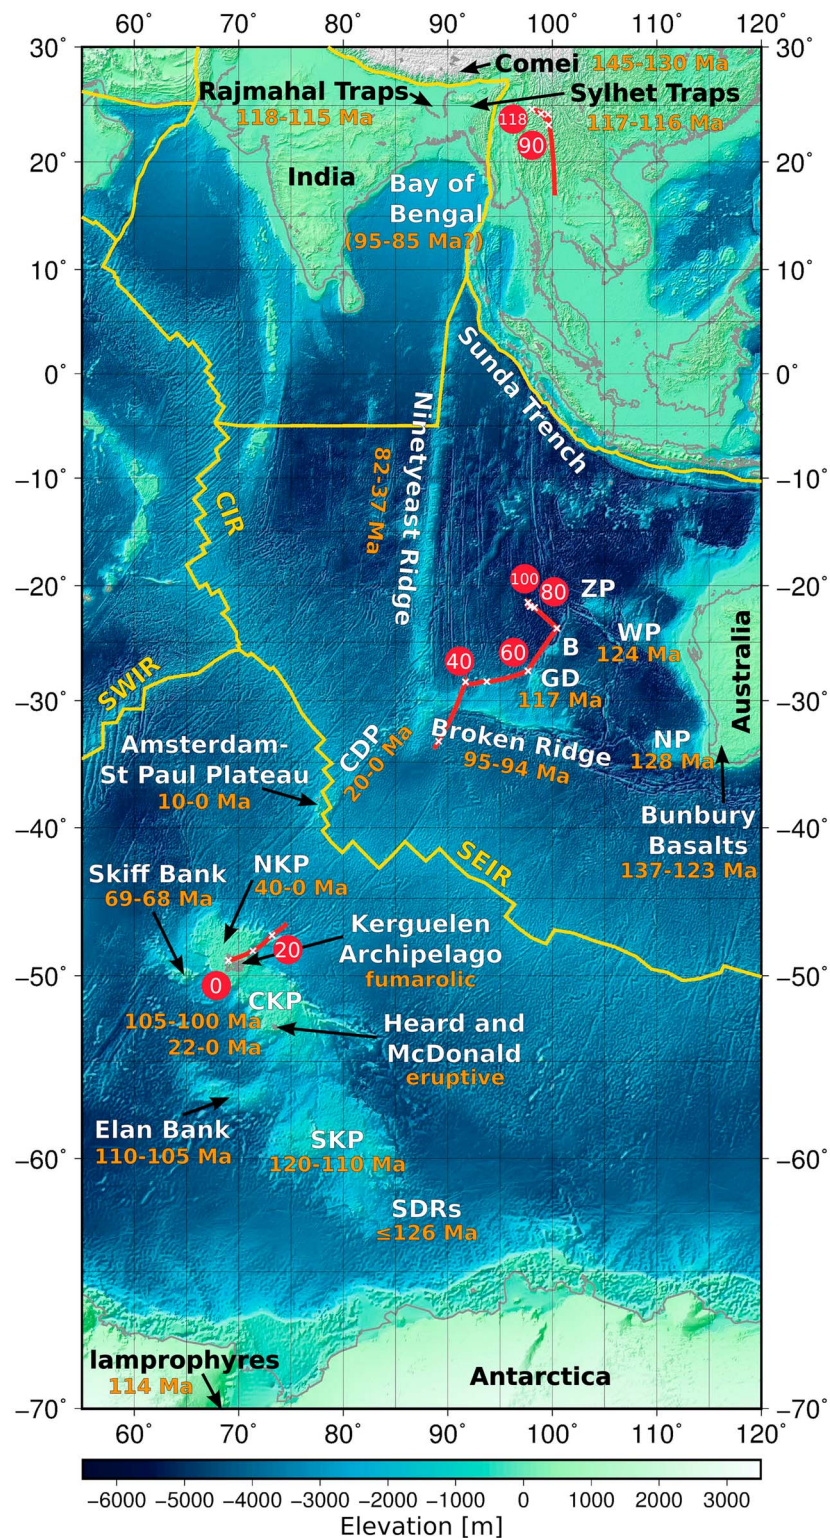 60˚ 70˚ 80˚ 90˚ 100˚ 110˚ 120
30˚ 30˚
Comei 145-130 Ma
Rajmahal Traps
118-115 Ma
Sylhet Traps
117-116 Ma
118
90
20˚ 20˚
India
Bay of
Bengal
(95-85 Ma?)
10˚ 10˚
Sunda Trench
0˚ 0˚
Ninetyeast Ridge
82-37 Ma
−10˚ −10˚
CIR
−20˚ −20˚
100
80
ZP
WP
124 Ma
B
60
40
GD
117 Ma
Australia
SWIR
−30˚ −30˚
CDP
20-0 Ma
Broken Ridge
95-94 Ma
NP
128 Ma
Amsterdam-
St Paul Plateau
10-0 Ma
Bunbury
Basalts
137-123 Ma
−40˚ −40˚
SEIR
NKP
40-0 Ma
Skiff Bank
69-68 Ma
Kerguelen
Archipelago
fumarolic
20
0
−50˚ −50˚
CKP
105-100 Ma
22-0 Ma
Heard and
McDonald
eruptive
Elan Bank
110-105 Ma
SKP
120-110 Ma
−60˚ −60˚
SDRs
≤126 Ma
lamprophyres
114 Ma
Antarctica
−70˚ −70˚
60˚ 70˚ 80˚ 90˚ 100˚ 110˚ 120
−6000 −5000 −4000 −3000 −2000 −1000 0 1000 2000 3000
Elevation [m]